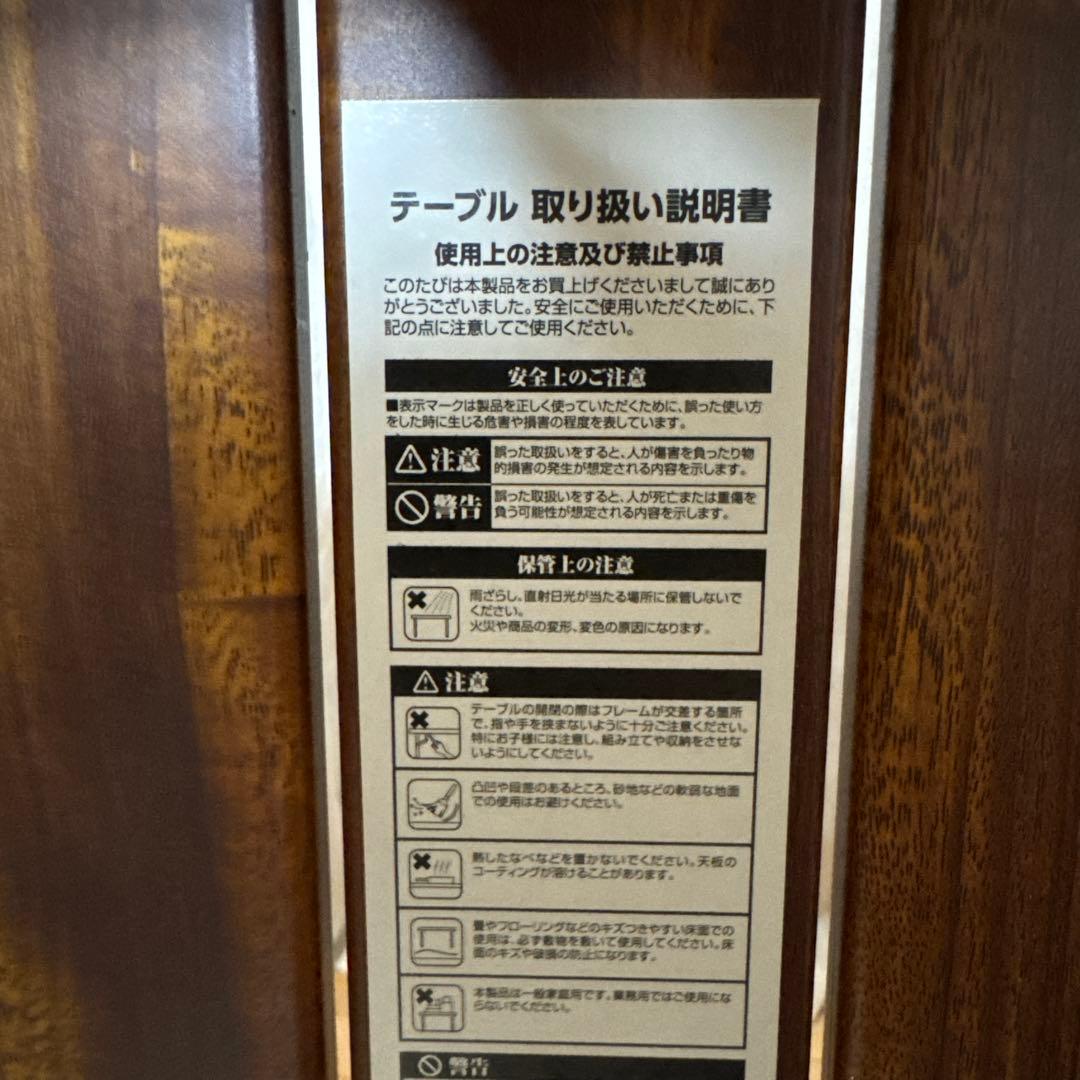 テーブル 取り扱い説明書
使用上の注意及び禁止事項
このたびは本製品をお買上げくださいまして誠にあり
がとうございました。安全にご使用いただくために、下
記の点に注意してご使用ください。
安全上のご注意
■表示マークは製品を正しく使っていただくために、誤った使い方
をした時に生じる危害や損害の程度を表しています。
注意
誤った取扱いをすると、人が傷害を負ったり物
的損害の発生が想定される内容を示します。
警告
誤った取扱いをすると、人が死亡または重傷を
負う可能性が想定される内容を示します。
保管上の注意
雨ざらし、直射日光が当たる場所に保管しないで
ください。
火災や商品の変形、変色の原因になります。
注意
テーブルの開閉の際はフレームが交差する箇所
で、指や手を挟まないように十分ご注意ください。
特にお子様には注意し、組み立てや収納をさせな
いようにしてください。
凸凹や段差のあるところ、砂地などの軟弱な地面
での使用はお避けください。
熱したなべなどを置かないでください。天板の
コーティングが溶けることがあります。
畳やフローリングなどのキズつきやすい床面での
使用は、必ず敷物を敷いて使用してください。床
面のキズや破損の防止になります。
本製品は一般家庭用です。業務用ではご使用にな
らないでください。
警告